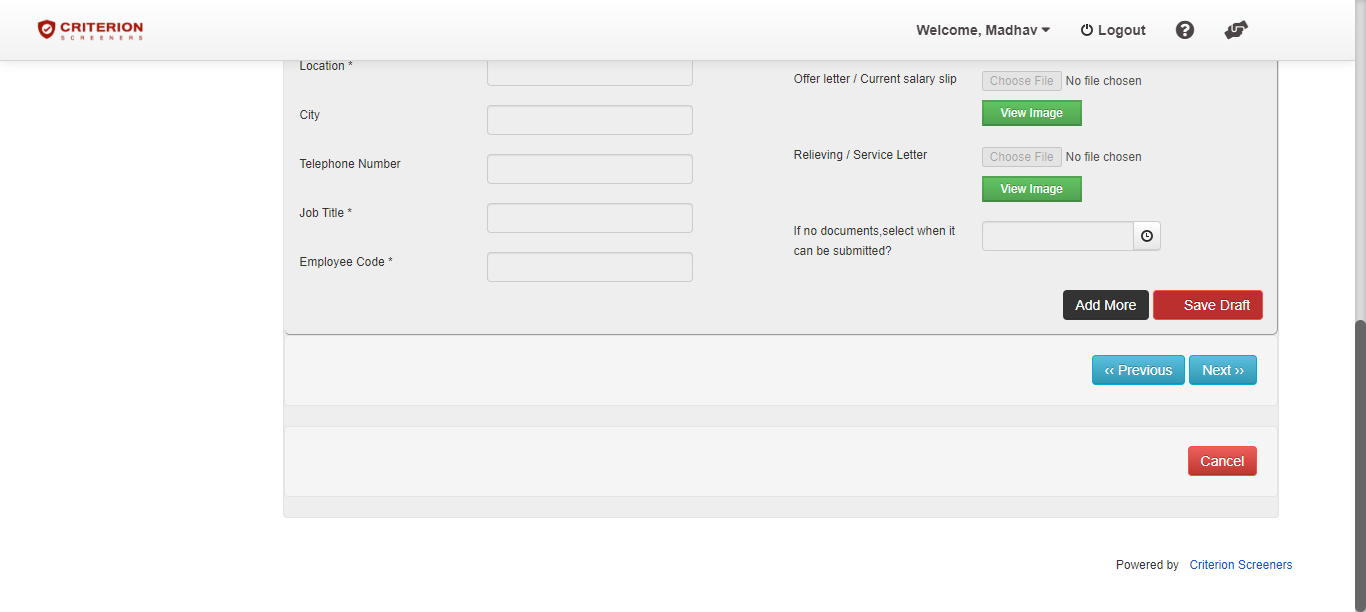 CRITERION
SCREENERS
Welcome, Madhav
Logout
Location *
City
Telephone Number
Job Title *
Employee Code *
Offer letter / Current salary slip
Choose File No file chosen
View Image
Relieving / Service Letter
Choose File No file chosen
View Image
If no documents,select when it
can be submitted?
Add More
Save Draft
‹‹ Previous
Next ››
Cancel
Powered by Criterion Screeners